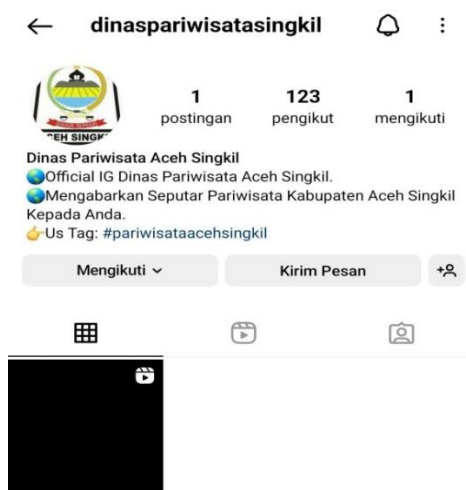 dinaspariwisatasingkil
1 123 1
postingan pengikut mengikuti
Dinas Pariwisata Aceh Singkil
🌏Official IG Dinas Pariwisata Aceh Singkil.
🌏Mengabarkan Seputar Pariwisata Kabupaten Aceh Singkil
Kepada Anda.
👉Us Tag: #pariwisataacehsingkil
Mengikuti Kirim Pesan